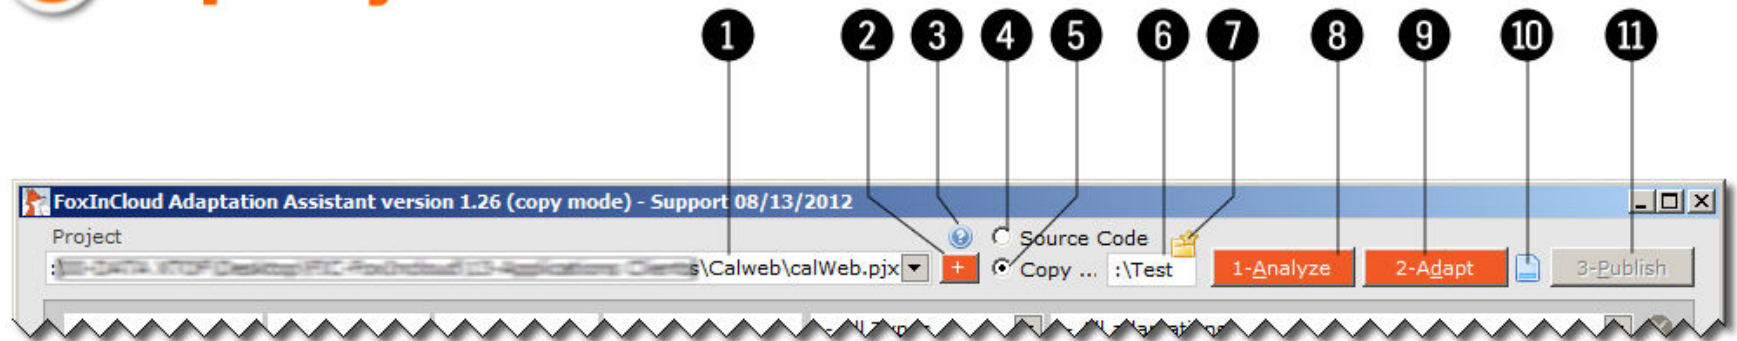 1 2 3 4 5 6 7 8 9 10 11
FoxInCloud Adaptation Assistant version 1.26 (copy mode) - Support 08/13/2012
Project
? Source Code
s\Calweb\calWeb.pjx + Copy ... :\Test 1-Analyze 2-Adapt 3-Publish